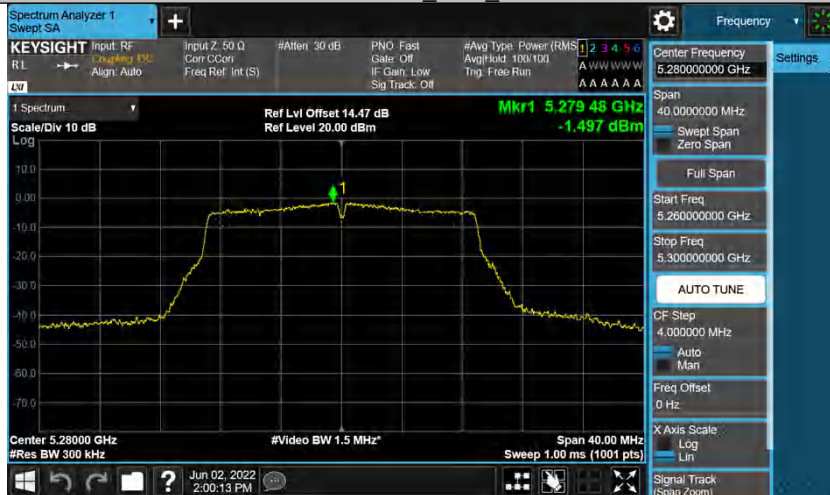 Spectrum Analyzer 1
Swept SA
+
Frequency
KEYSIGHT
RL
Input: RF
Coupling: DC
Align: Auto
Input Z: 50 Ω
Corr CCorr
Freq Ref: Int (S)
#Atten: 30 dB
PNO: Fast
Gate: Off
IF Gain: Low
Sig Track: Off
#Avg Type: Power (RMS
Avg|Hold: 100/100
Trig: Free Run
1 2 3 4 5 6
A W W W W W
A A A A A A
LXI
1 Spectrum
Scale/Div 10 dB
Ref Lvl Offset 14.47 dB
Ref Level 20.00 dBm
Mkr1 5.279 48 GHz
-1.497 dBm
Log
10.0
0.00
-10.0
-20.0
-30.0
-40.0
-50.0
-60.0
-70.0
1
Center 5.28000 GHz
#Res BW 300 kHz
#Video BW 1.5 MHz*
Span 40.00 MHz
Sweep 1.00 ms (1001 pts)
?
Jun 02, 2022
2:00:13 PM
Center Frequency
5.280000000 GHz
Settings
Span
40.0000000 MHz
Swept Span
Zero Span
Full Span
Start Freq
5.260000000 GHz
Stop Freq
5.300000000 GHz
AUTO TUNE
CF Step
4.000000 MHz
Auto
Man
Freq Offset
0 Hz
X Axis Scale
Log
Lin
Signal Track
(Span Zoom)